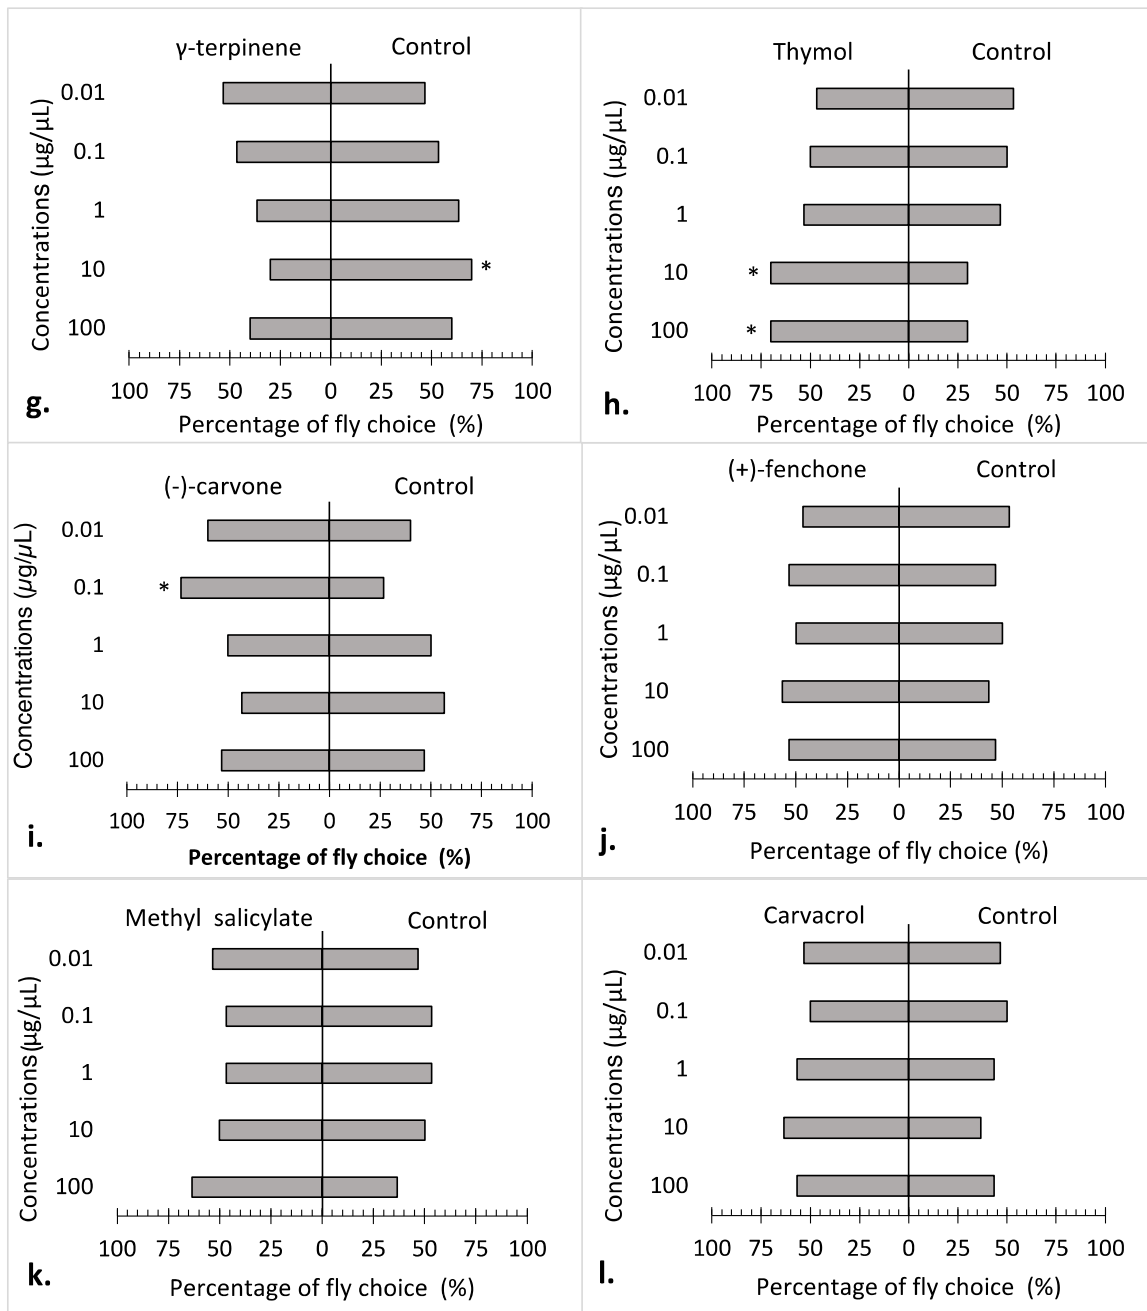 γ-terpinene Control
Concentrations (µg/µL)
0.01
0.1
1
10 *
100
100 75 50 25 0 25 50 75 100
Percentage of fly choice (%)
g.
Thymol Control
Concentrations (µg/µL)
0.01
0.1
1
10 *
100 *
100 75 50 25 0 25 50 75 100
Percentage of fly choice (%)
h.
(-)-carvone Control
Concentrations (µg/µL)
0.01
0.1 *
1
10
100
100 75 50 25 0 25 50 75 100
Percentage of fly choice (%)
i.
(+)-fenchone Control
Cocentrations (µg/µL)
0.01
0.1
1
10
100
100 75 50 25 0 25 50 75 100
Percentage of fly choice (%)
j.
Methyl salicylate Control
Concentrations(µg/µL)
0.01
0.1
1
10
100
100 75 50 25 0 25 50 75 100
Percentage of fly choice (%)
k.
Carvacrol Control
Concentrations (µg/µL)
0.01
0.1
1
10
100
100 75 50 25 0 25 50 75 100
Percentage of fly choice (%)
l.